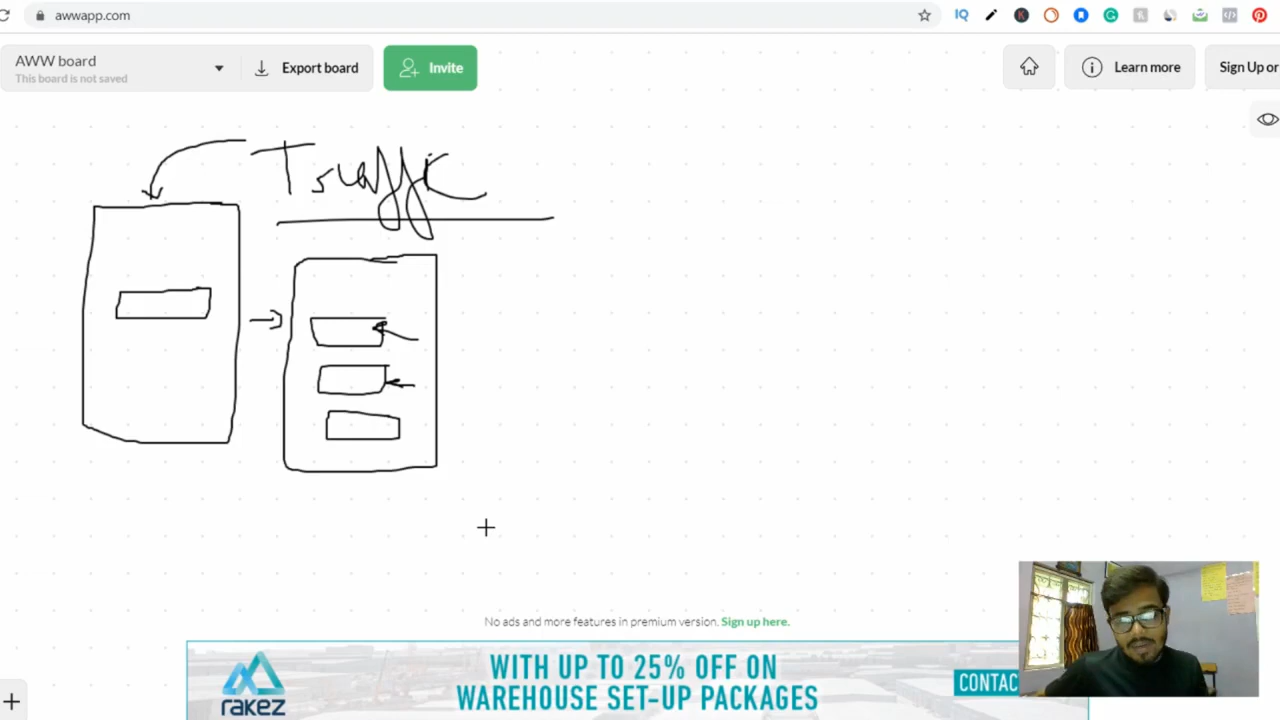 awwapp.com
IQ
K
AWW board
This board is not saved
Export board
Invite
Learn more
Sign Up or
Traffic
No ads and more features in premium version. Sign up here.
rakez
WITH UP TO 25% OFF ON
WAREHOUSE SET-UP PACKAGES
CONTAC